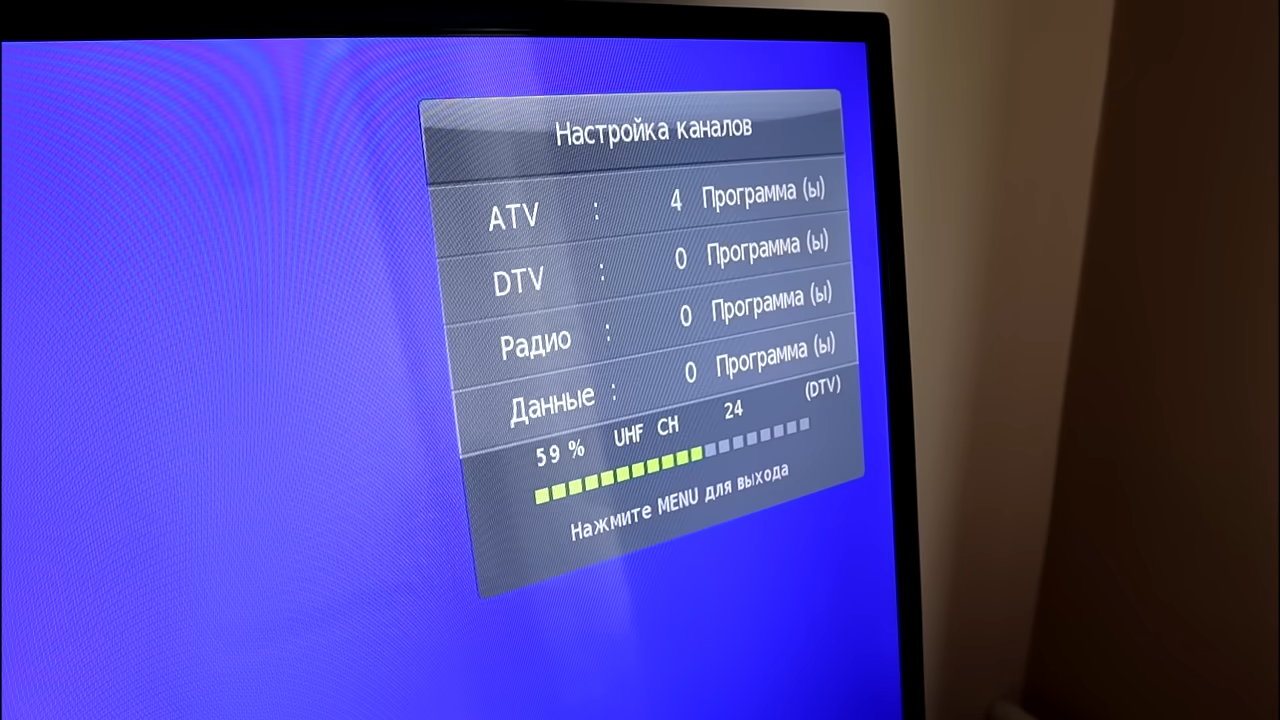 Настройка каналов
ATV : 4 Программа (ы)
DTV : 0 Программа (ы)
Радио : 0 Программа (ы)
Данные : 0 Программа (ы)
59 % UHF CH 24 (DTV)
Нажмите MENU для выхода